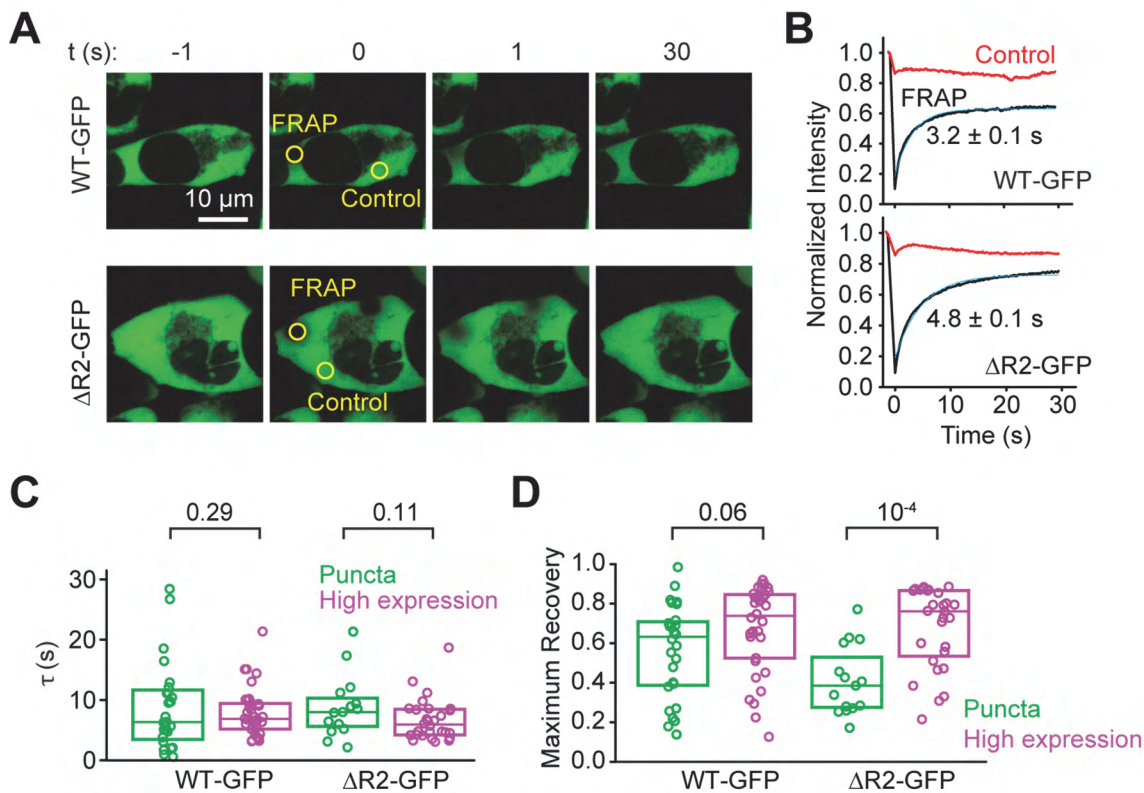 A
t (s): -1 0 1 30
WT-GFP
FRAP
Control
10 µm
ΔR2-GFP
FRAP
Control
B
Normalized Intensity
1.0
0.8
0.6
0.4
0.2
0.0
Control
FRAP
3.2 ± 0.1 s
WT-GFP
1.0
0.8
0.6
0.4
0.2
0.0
4.8 ± 0.1 s
ΔR2-GFP
0 10 20 30
Time (s)
C
0.29 0.11
τ (s)
30
20
10
0
Puncta
High expression
WT-GFP ΔR2-GFP
D
0.06 10⁻⁴
Maximum Recovery
1.0
0.8
0.6
0.4
0.2
0.0
Puncta
High expression
WT-GFP ΔR2-GFP